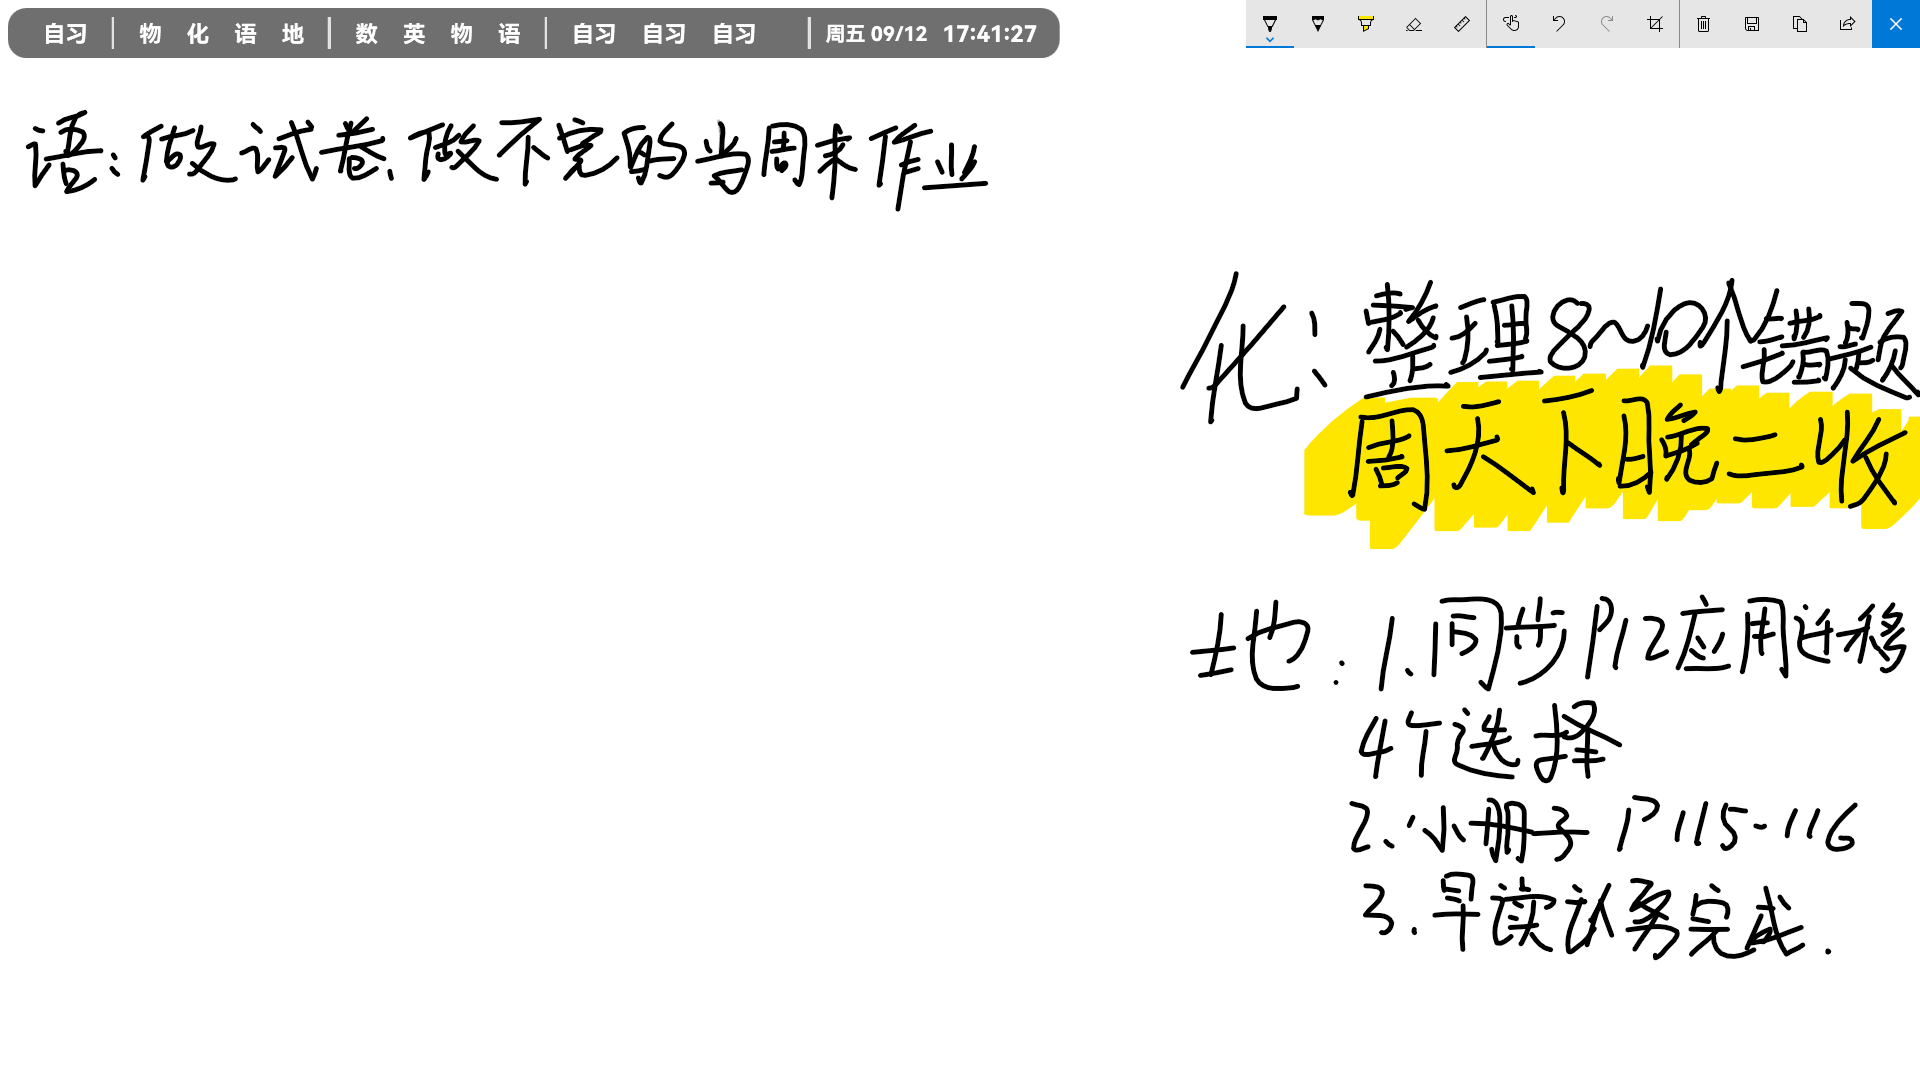 自习 | 物 化 语 地 | 数 英 物 语 | 自习 自习 自习 | 周五 09/12 17:41:27
语:做试卷、做不完的当周末作业
化:整理8~10个错题
周天下晚二收
地:1.同步P12应用迁移
4个选择
2.小册子 P115-116
3.早读认务完成.